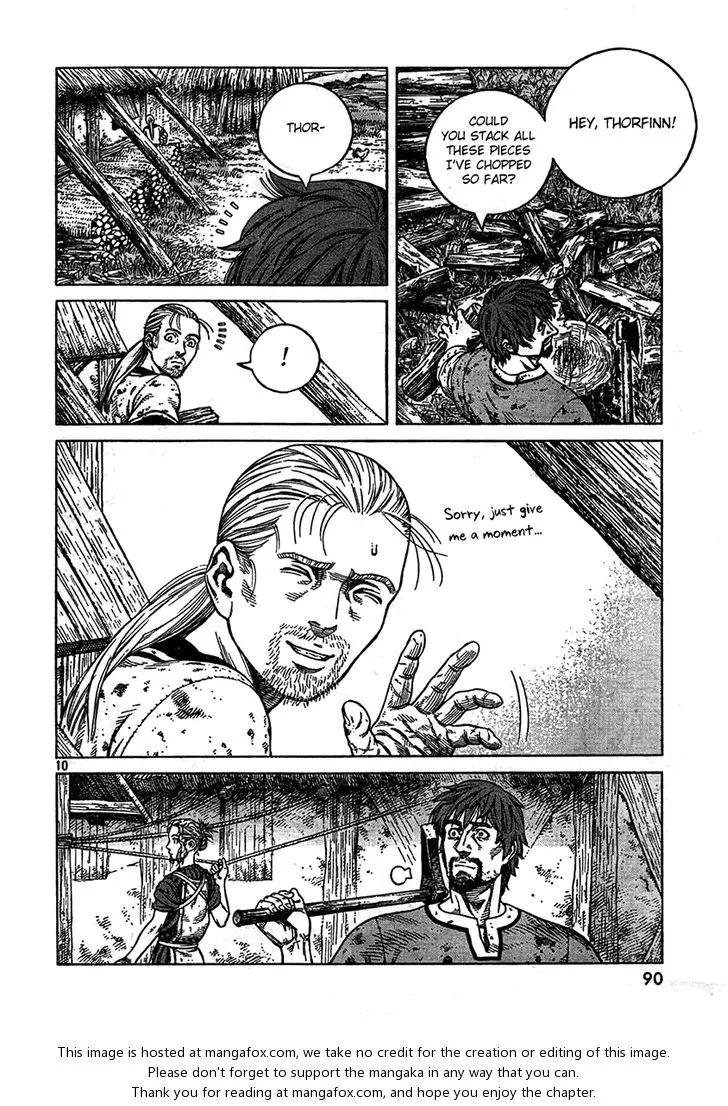 HEY, THORFINN!
COULD
YOU STACK ALL
THESE PIECES
I'VE CHOPPED
SO FAR?
THOR-
!
Sorry, just give
me a moment...
10
90
This image is hosted at mangafox.com, we take no credit for the creation or editing of this image.
Please don't forget to support the mangaka in any way that you can.
Thank you for reading at mangafox.com, and hope you enjoy the chapter.